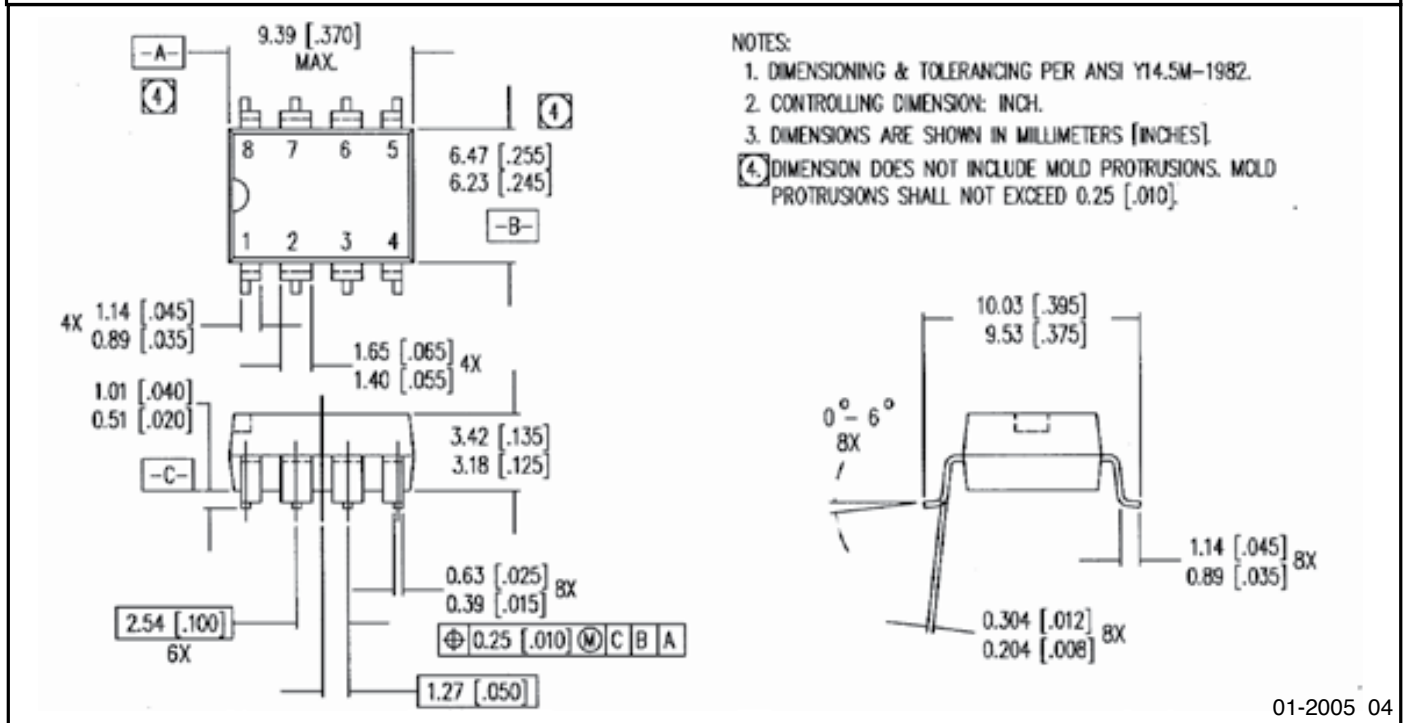 9.39 [.370]
MAX.
-A-
4
4
8 7 6 5
6.47 [.255]
6.23 [.245]
-B-
1 2 3 4
4X 1.14 [.045]
0.89 [.035]
1.65 [.065] 4X
1.40 [.055]
1.01 [.040]
0.51 [.020]
3.42 [.135]
3.18 [.125]
-C-
0.63 [.025] 8X
0.39 [.015]
2.54 [.100]
6X
⌖ 0.25 [.010] Ⓜ C B A
1.27 [.050]
NOTES:
1. DIMENSIONING & TOLERANCING PER ANSI Y14.5M-1982.
2. CONTROLLING DIMENSION: INCH.
3. DIMENSIONS ARE SHOWN IN MILLIMETERS [INCHES].
4. DIMENSION DOES NOT INCLUDE MOLD PROTRUSIONS. MOLD
PROTRUSIONS SHALL NOT EXCEED 0.25 [.010].
10.03 [.395]
9.53 [.375]
0°- 6°
8X
1.14 [.045] 8X
0.89 [.035]
0.304 [.012] 8X
0.204 [.008]
01-2005 04